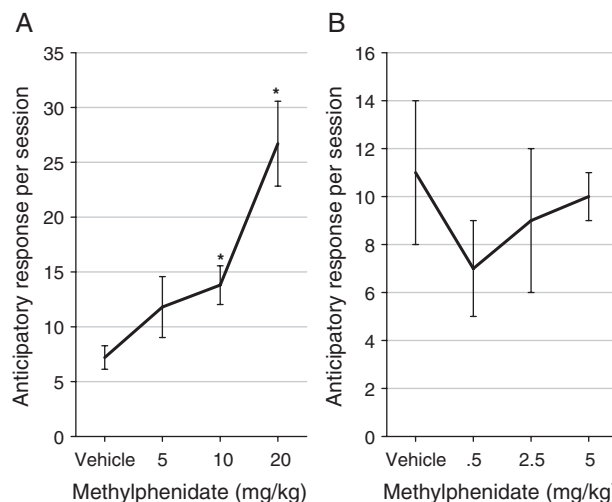 A
B
Anticipatory response per session
35
30
25
20
15
10
5
0
*
*
Vehicle 5 10 20
Methylphenidate (mg/kg)
Anticipatory response per session
16
14
12
10
8
6
4
2
0
Vehicle .5 2.5 5
Methylphenidate (mg/kg)